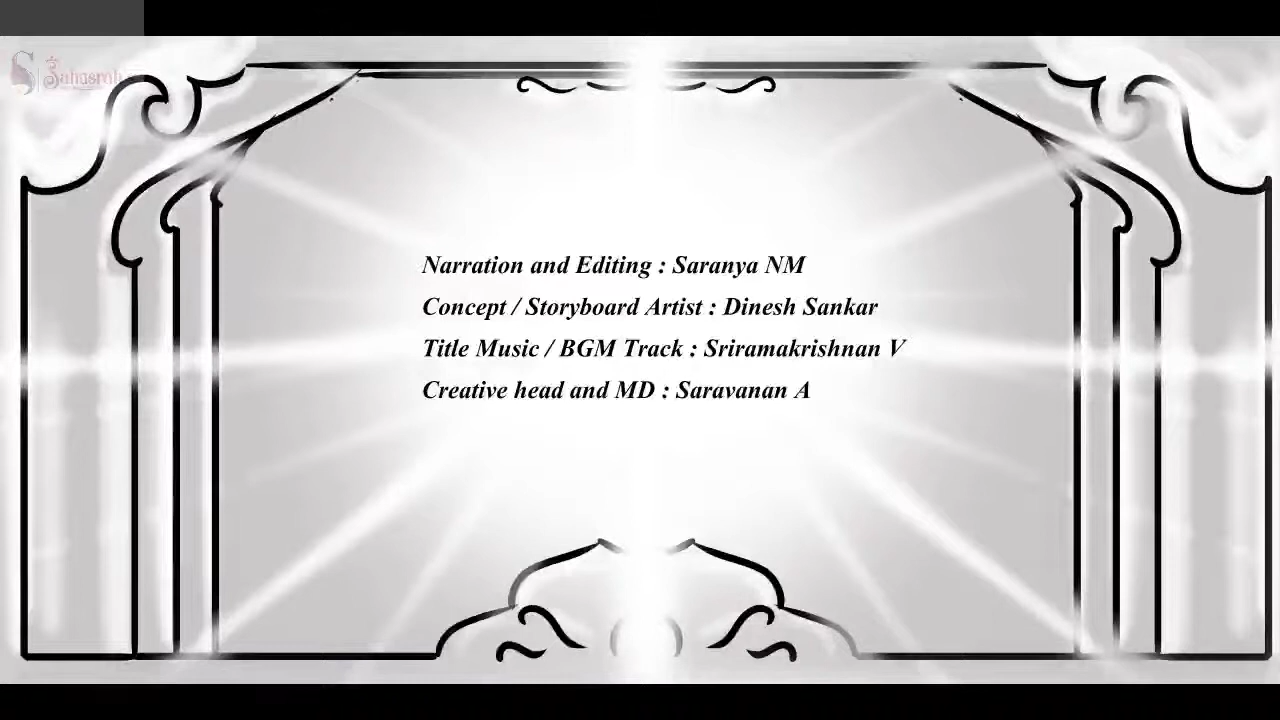 Narration and Editing : Saranya NM
Concept / Storyboard Artist : Dinesh Sankar
Title Music / BGM Track : Sriramakrishnan V
Creative head and MD : Saravanan A